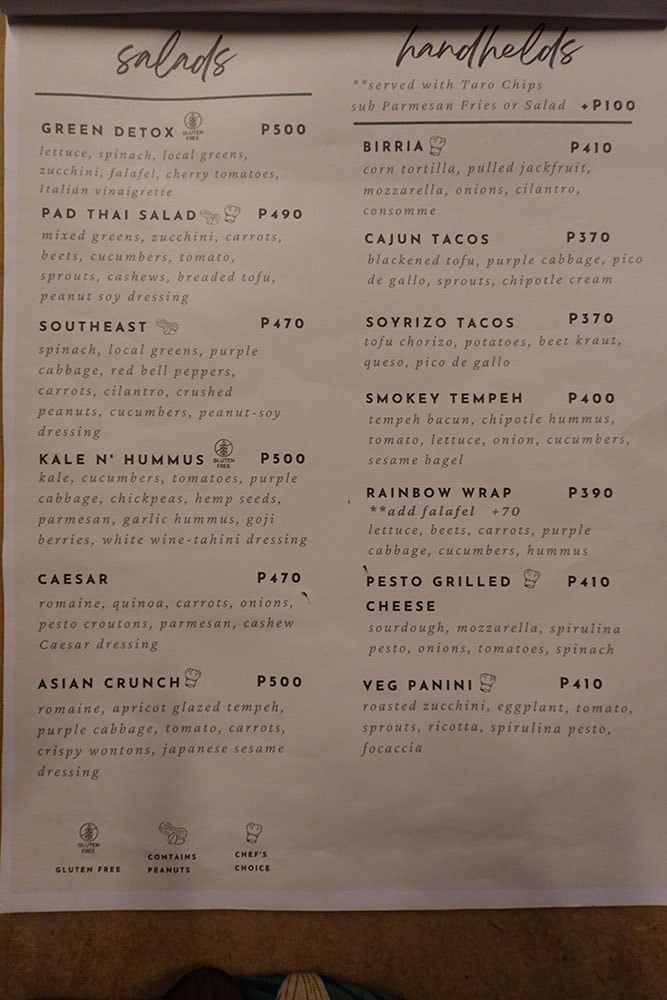 salads
GREEN DETOX GLUTEN FREE P500
lettuce, spinach, local greens,
zucchini, falafel, cherry tomatoes,
Italian vinaigrette
PAD THAI SALAD P490
mixed greens, zucchini, carrots,
beets, cucumbers, tomato,
sprouts, cashews, breaded tofu,
peanut soy dressing
SOUTHEAST P470
spinach, local greens, purple
cabbage, red bell peppers,
carrots, cilantro, crushed
peanuts, cucumbers, peanut-soy
dressing
KALE N' HUMMUS GLUTEN FREE P500
kale, cucumbers, tomatoes, purple
cabbage, chickpeas, hemp seeds,
parmesan, garlic hummus, goji
berries, white wine-tahini dressing
CAESAR P470
romaine, quinoa, carrots, onions,
pesto croutons, parmesan, cashew
Caesar dressing
ASIAN CRUNCH P500
romaine, apricot glazed tempeh,
purple cabbage, tomato, carrots,
crispy wontons, japanese sesame
dressing
handhelds
**served with Taro Chips
sub Parmesan Fries or Salad +P100
BIRRIA P410
corn tortilla, pulled jackfruit,
mozzarella, onions, cilantro,
consomme
CAJUN TACOS P370
blackened tofu, purple cabbage, pico
de gallo, sprouts, chipotle cream
SOYRIZO TACOS P370
tofu chorizo, potatoes, beet kraut,
queso, pico de gallo
SMOKEY TEMPEH P400
tempeh bacon, chipotle hummus,
tomato, lettuce, onion, cucumbers,
sesame bagel
RAINBOW WRAP P390
**add falafel +70
lettuce, beets, carrots, purple
cabbage, cucumbers, hummus
PESTO GRILLED P410
CHEESE
sourdough, mozzarella, spirulina
pesto, onions, tomatoes, spinach
VEG PANINI P410
roasted zucchini, eggplant, tomato,
sprouts, ricotta, spirulina pesto,
focaccia
GLUTEN
FREE
GLUTEN FREE
CONTAINS
PEANUTS
CHEF'S
CHOICE